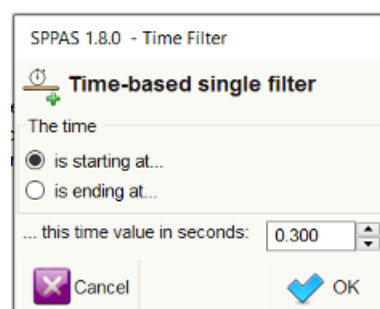 SPPAS 1.8.0 - Time Filter
Time-based single filter
The time
is starting at...
is ending at...
... this time value in seconds: 0.300
Cancel OK